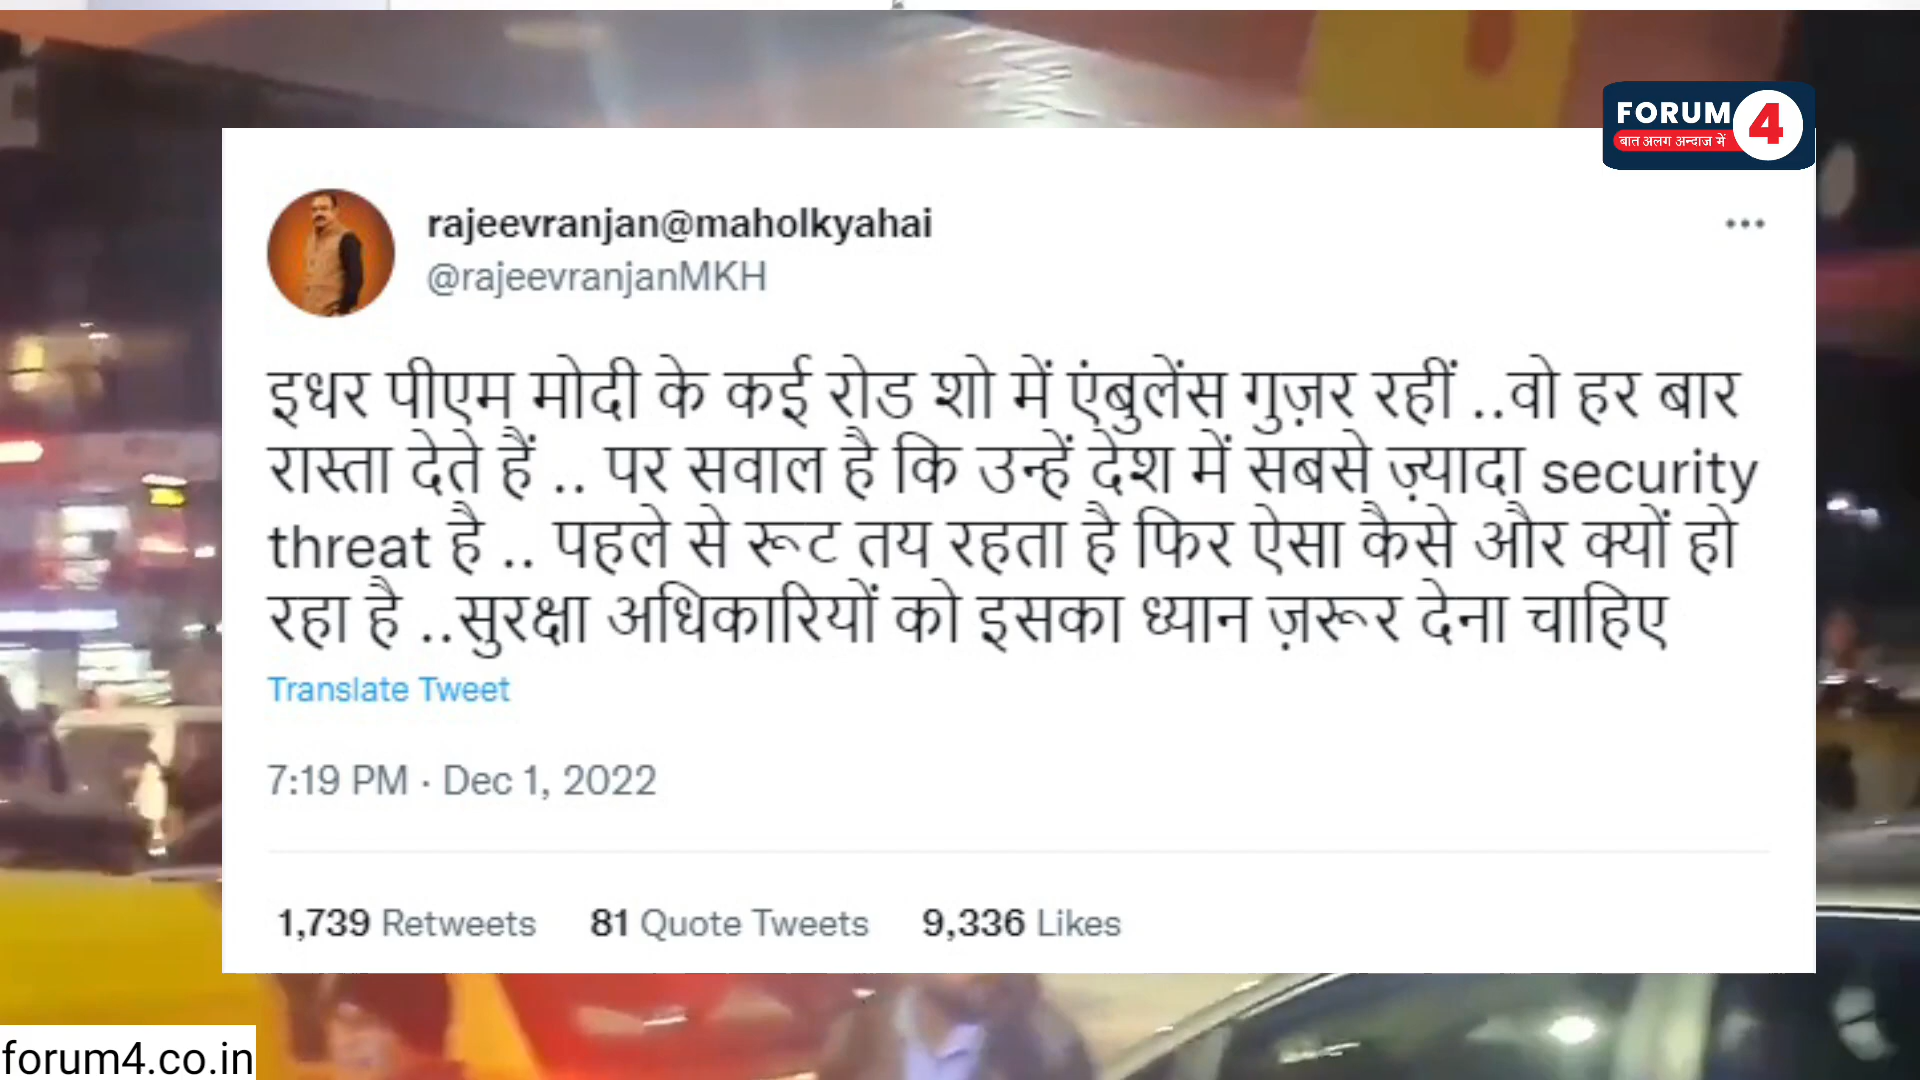 FORUM 4
बात अलग अन्दाज में
rajeevranjan@maholkyahai
@rajeevranjanMKH
इधर पीएम मोदी के कई रोड शो में एंबुलेंस गुज़र रहीं ..वो हर बार
रास्ता देते हैं .. पर सवाल है कि उन्हें देश में सबसे ज़्यादा security
threat है .. पहले से रूट तय रहता है फिर ऐसा कैसे और क्यों हो
रहा है ..सुरक्षा अधिकारियों को इसका ध्यान ज़रूर देना चाहिए
Translate Tweet
7:19 PM · Dec 1, 2022
1,739 Retweets 81 Quote Tweets 9,336 Likes
forum4.co.in